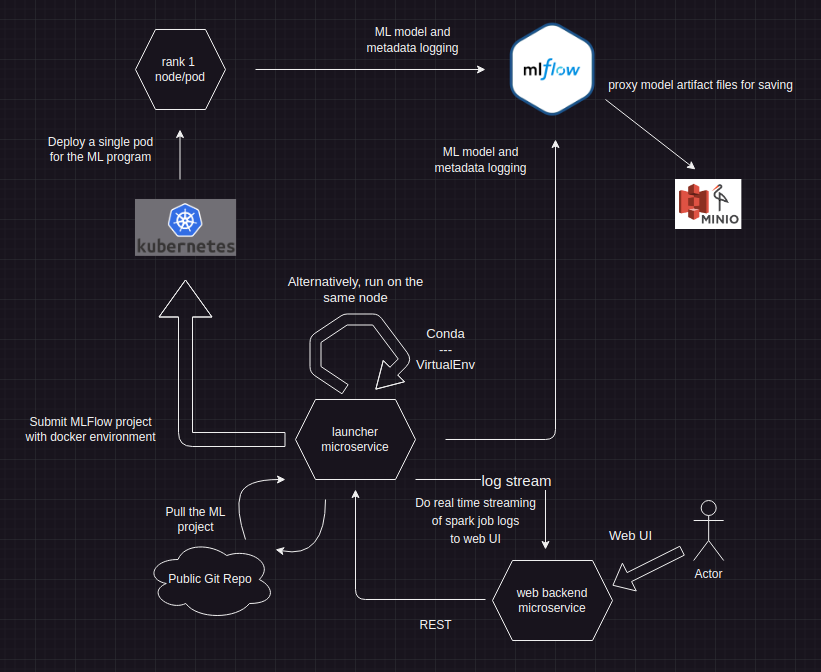 ML model and
metadata logging
rank 1
node/pod
mlflow
proxy model artifact files for saving
Deploy a single pod
for the ML program
ML model and
metadata logging
MINIO
kubernetes
Alternatively, run on the
same node
Conda
---
VirtualEnv
Submit MLFlow project
with docker environment
launcher
microservice
log stream
Do real time streaming
of spark job logs
to web UI
Pull the ML
project
Web UI
Public Git Repo
Actor
web backend
microservice
REST